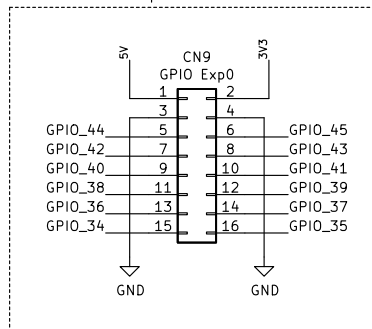 5V
3V3
CN9
GPIO Exp0
1 2
3 4
GPIO_44 5 6 GPIO_45
GPIO_42 7 8 GPIO_43
GPIO_40 9 10 GPIO_41
GPIO_38 11 12 GPIO_39
GPIO_36 13 14 GPIO_37
GPIO_34 15 16 GPIO_35
GND GND